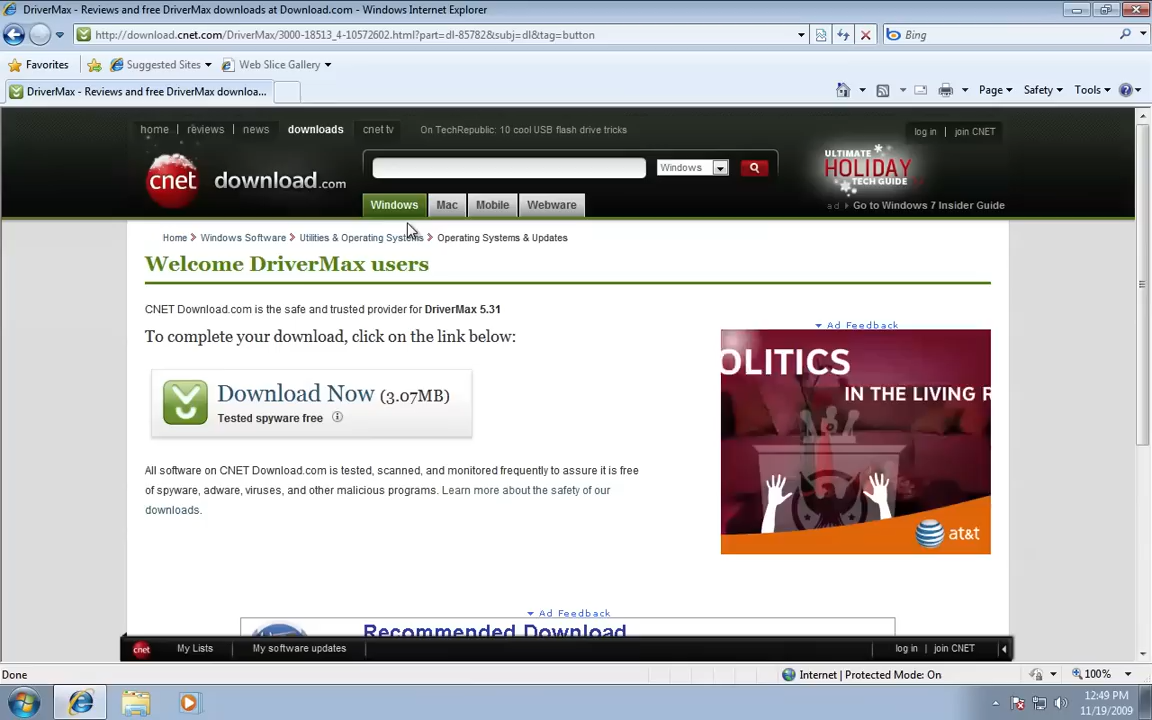 DriverMax - Reviews and free DriverMax downloads at Download.com - Windows Internet Explorer
http://download.cnet.com/DriverMax/3000-18513_4-10572602.html?part=dl-85782&subj=dl&tag=button
Bing
Favorites Suggested Sites Web Slice Gallery
DriverMax - Reviews and free DriverMax downloa...
Page Safety Tools
home reviews news downloads cnet tv On TechRepublic: 10 cool USB flash drive tricks
log in join CNET
ULTIMATE
HOLIDAY
TECH GUIDE
cnet download.com
Windows
Windows Mac Mobile Webware
ad Go to Windows 7 Insider Guide
Home Windows Software Utilities & Operating Systems Operating Systems & Updates
Welcome DriverMax users
CNET Download.com is the safe and trusted provider for DriverMax 5.31
To complete your download, click on the link below:
Download Now (3.07MB)
Tested spyware free
All software on CNET Download.com is tested, scanned, and monitored frequently to assure it is free
of spyware, adware, viruses, and other malicious programs. Learn more about the safety of our
downloads.
Ad Feedback
OLITICS
IN THE LIVING R
at&t
Ad Feedback
Recommended Download
cnet My Lists My software updates log in join CNET
Done Internet | Protected Mode: On 100%
12:49 PM
11/19/2009